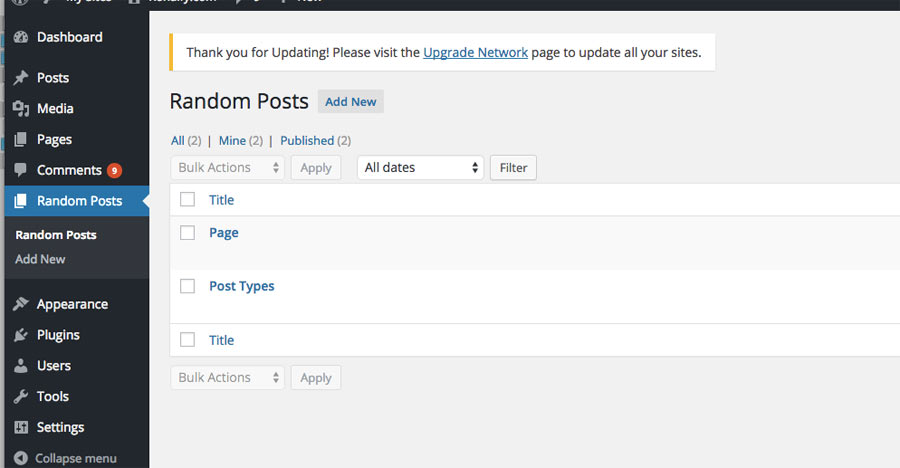 Dashboard
Posts
Media
Pages
Comments 9
Random Posts
Random Posts
Add New
Appearance
Plugins
Users
Tools
Settings
Collapse menu
Thank you for Updating! Please visit the Upgrade Network page to update all your sites.
Random Posts Add New
All (2) | Mine (2) | Published (2)
Bulk Actions Apply All dates Filter
Title
Page
Post Types
Title
Bulk Actions Apply